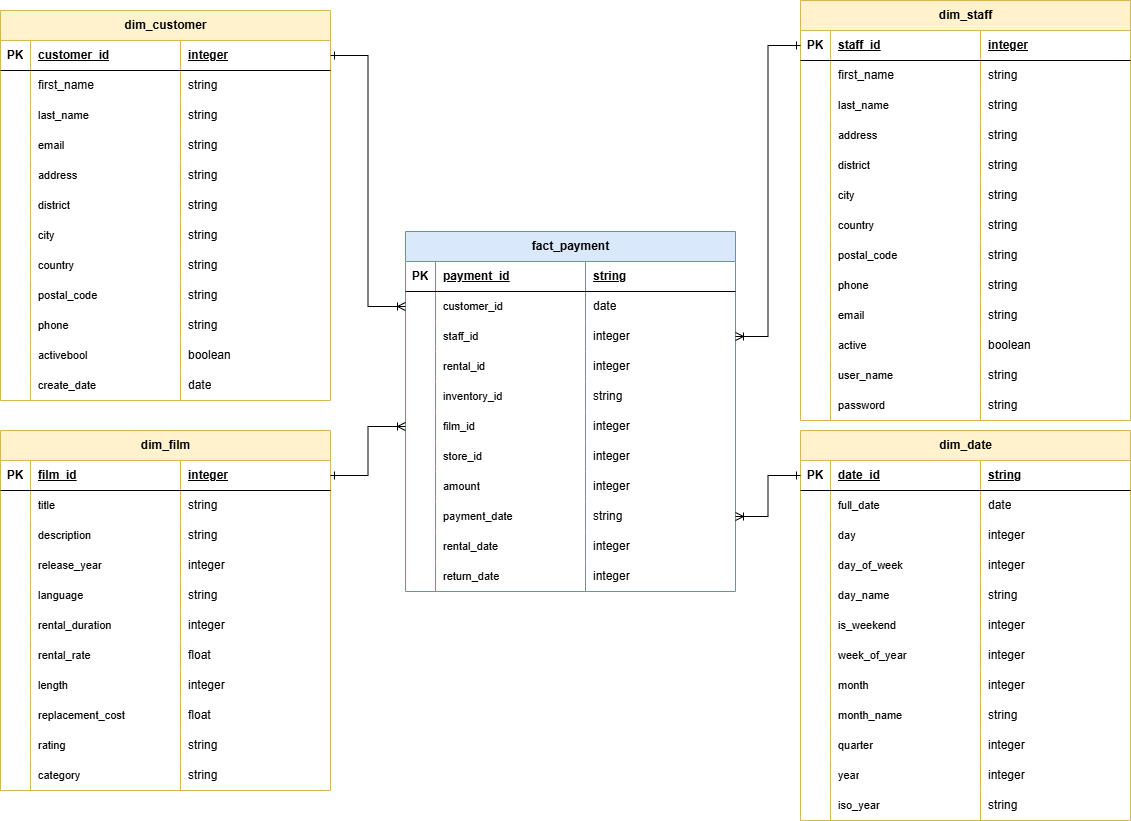 dim_customer
PK customer_id integer
first_name string
last_name string
email string
address string
district string
city string
country string
postal_code string
phone string
activebool boolean
create_date date
dim_staff
PK staff_id integer
first_name string
last_name string
address string
district string
city string
country string
postal_code string
phone string
email string
active boolean
user_name string
password string
fact_payment
PK payment_id string
customer_id date
staff_id integer
rental_id integer
inventory_id string
film_id integer
store_id integer
amount integer
payment_date string
rental_date integer
return_date integer
dim_film
PK film_id integer
title string
description string
release_year integer
language string
rental_duration integer
rental_rate float
length integer
replacement_cost float
rating string
category string
dim_date
PK date_id string
full_date date
day integer
day_of_week integer
day_name string
is_weekend integer
week_of_year integer
month integer
month_name string
quarter integer
year integer
iso_year string